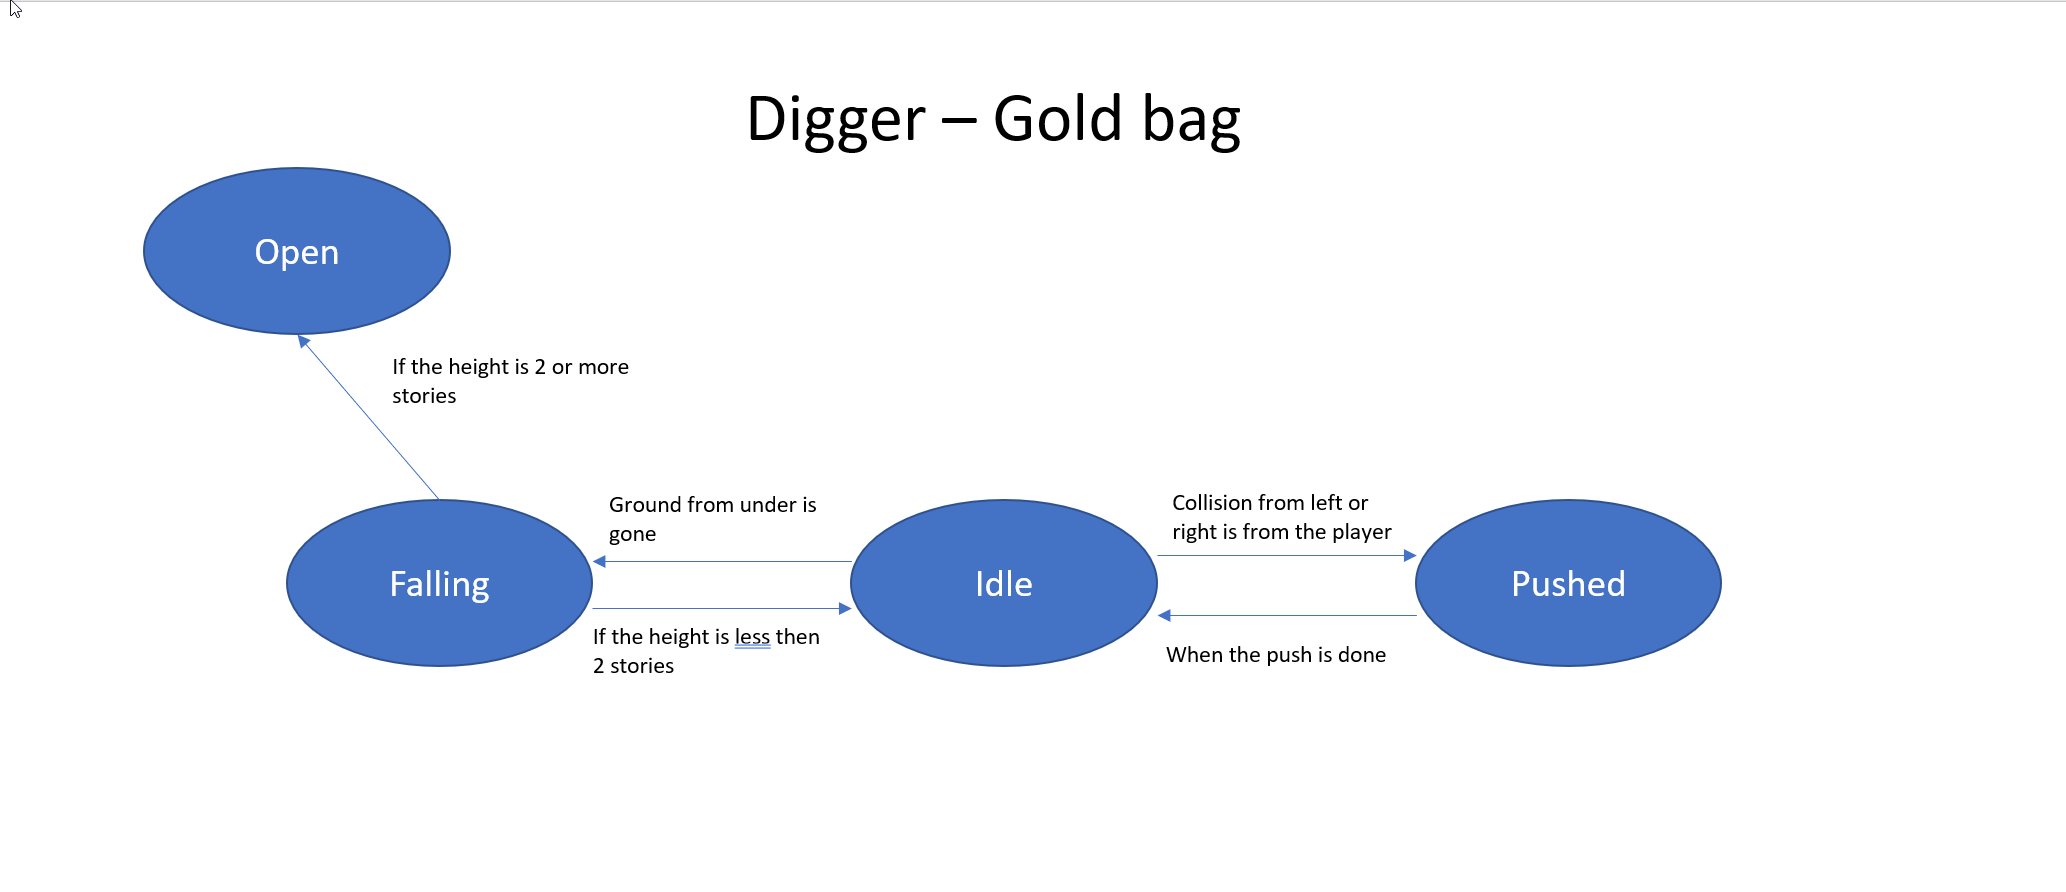 Digger – Gold bag
Open
If the height is 2 or more
stories
Ground from under is
gone
Collision from left or
right is from the player
Falling
Idle
Pushed
If the height is less then
2 stories
When the push is done